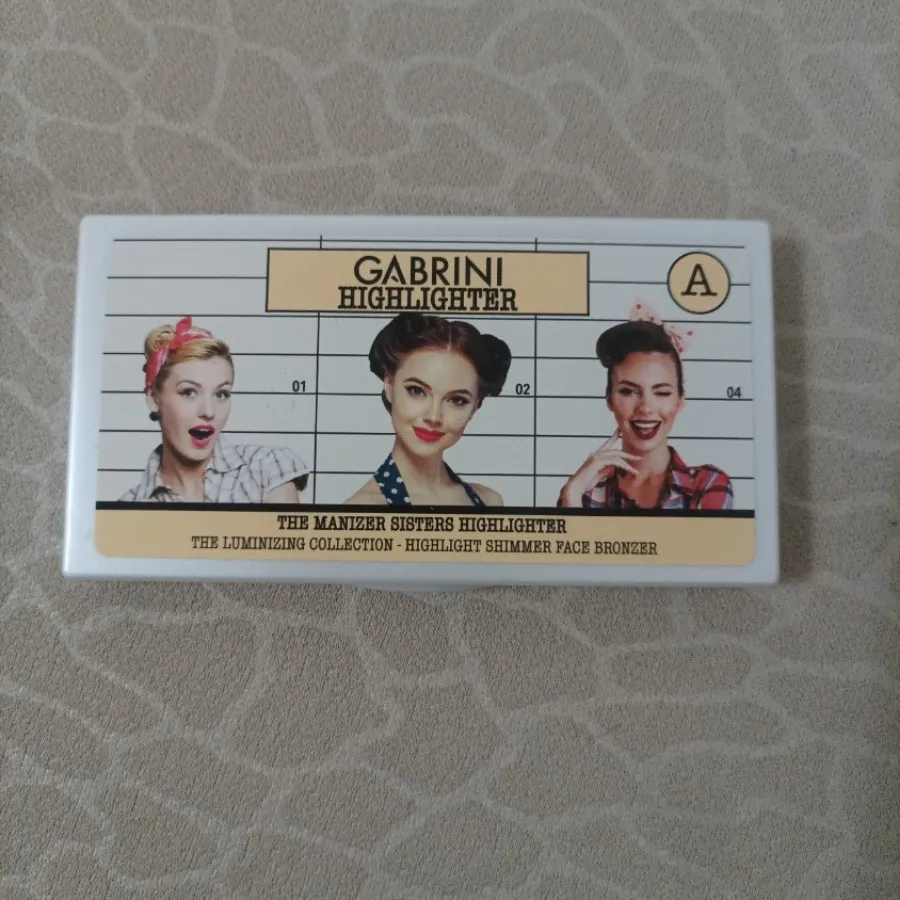 GABRINI
HIGHLIGHTER
A
01
02
04
THE MANIZER SISTERS HIGHLIGHTER
THE LUMINIZING COLLECTION - HIGHLIGHT SHIMMER FACE BRONZER